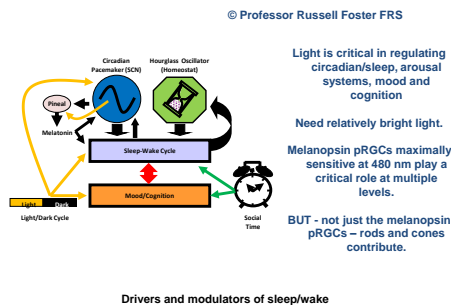 © Professor Russell Foster FRS
Circadian
Pacemaker (SCN)
Hourglass Oscillator
(Homeostat)
Pineal
Melatonin
Sleep-Wake Cycle
Mood/Cognition
Light Dark
Light/Dark Cycle
Social
Time
Light is critical in regulating
circadian/sleep, arousal
systems, mood and
cognition
Need relatively bright light.
Melanopsin pRGCs maximally
sensitive at 480 nm play a
critical role at multiple
levels.
BUT - not just the melanopsin
pRGCs – rods and cones
contribute.
Drivers and modulators of sleep/wake